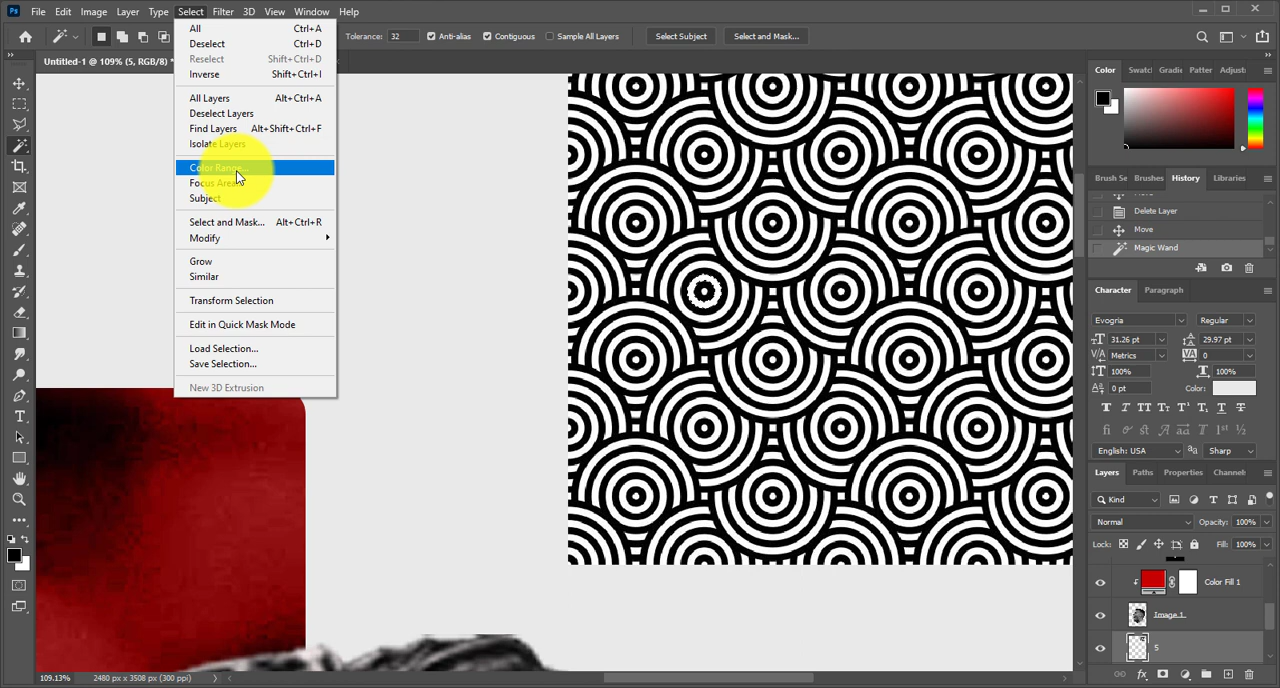 Ps File Edit Image Layer Type Select Filter 3D View Window Help
Tolerance: 32 Anti-alias Contiguous Sample All Layers Select Subject Select and Mask...
Untitled-1 @ 109% (5, RGB/8) *
All Ctrl+A
Deselect Ctrl+D
Reselect Shift+Ctrl+D
Inverse Shift+Ctrl+I
All Layers Alt+Ctrl+A
Deselect Layers
Find Layers Alt+Shift+Ctrl+F
Isolate Layers
Color Range...
Focus Area...
Subject
Select and Mask... Alt+Ctrl+R
Modify
Grow
Similar
Transform Selection
Edit in Quick Mask Mode
Load Selection...
Save Selection...
New 3D Extrusion
Color Swatc Gradi Patter Adjust
Brush Se Brushes History Libraries
Delete Layer
Move
Magic Wand
Character Paragraph
Evogria Regular
31.26 pt 29.97 pt
Metrics 0
100% 100%
0 pt Color:
English: USA Sharp
Layers Paths Properties Channel
Kind
Normal Opacity: 100%
Lock: Fill: 100%
Color Fill 1
Image 1
5
109.13% 2480 px x 3508 px (300 ppi)